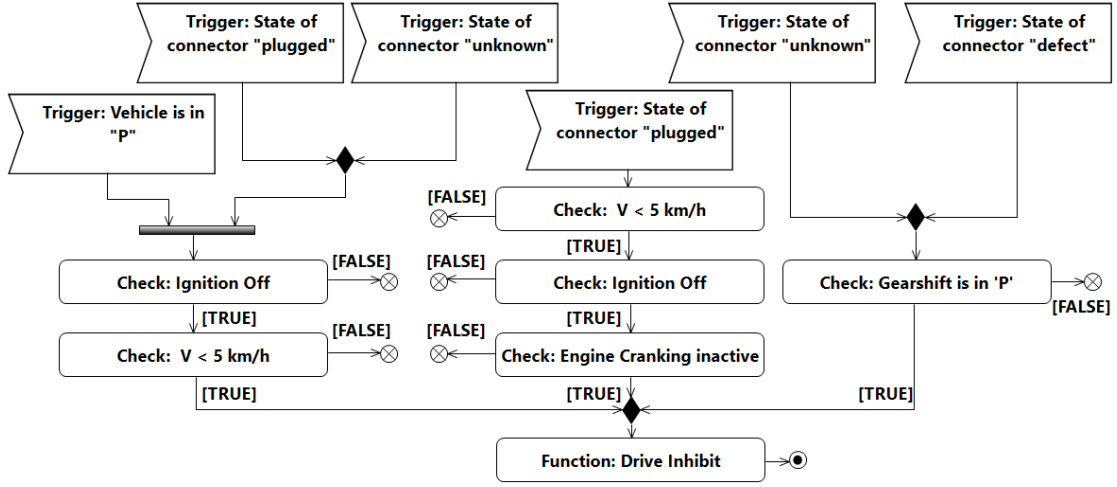 Trigger: State of
connector "plugged"
Trigger: State of
connector "unknown"
Trigger: State of
connector "unknown"
Trigger: State of
connector "defect"
Trigger: Vehicle is in
"P"
Trigger: State of
connector "plugged"
[FALSE]
Check:  V < 5 km/h
[TRUE]
[FALSE]
[FALSE]
Check: Ignition Off
Check: Ignition Off
Check: Gearshift is in 'P'
[FALSE]
[TRUE]
[TRUE]
[FALSE]
[FALSE]
Check:  V < 5 km/h
Check: Engine Cranking inactive
[TRUE]
[TRUE]
[TRUE]
Function: Drive Inhibit